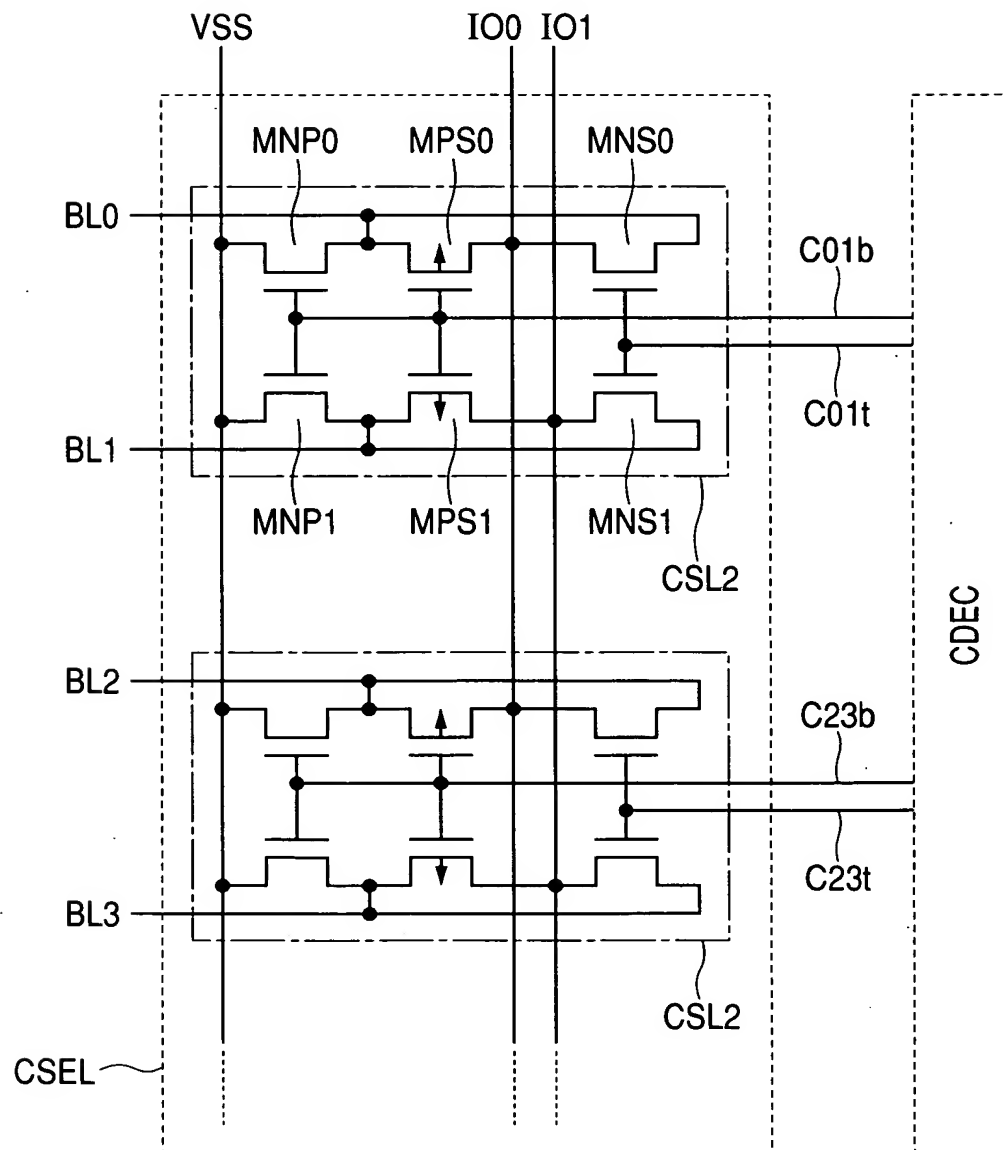 VSS IO0 IO1
MNP0 MPS0 MNS0
BL0
C01b
C01t
BL1
MNP1 MPS1 MNS1
CSL2
CDEC
BL2
C23b
C23t
BL3
CSL2
CSEL